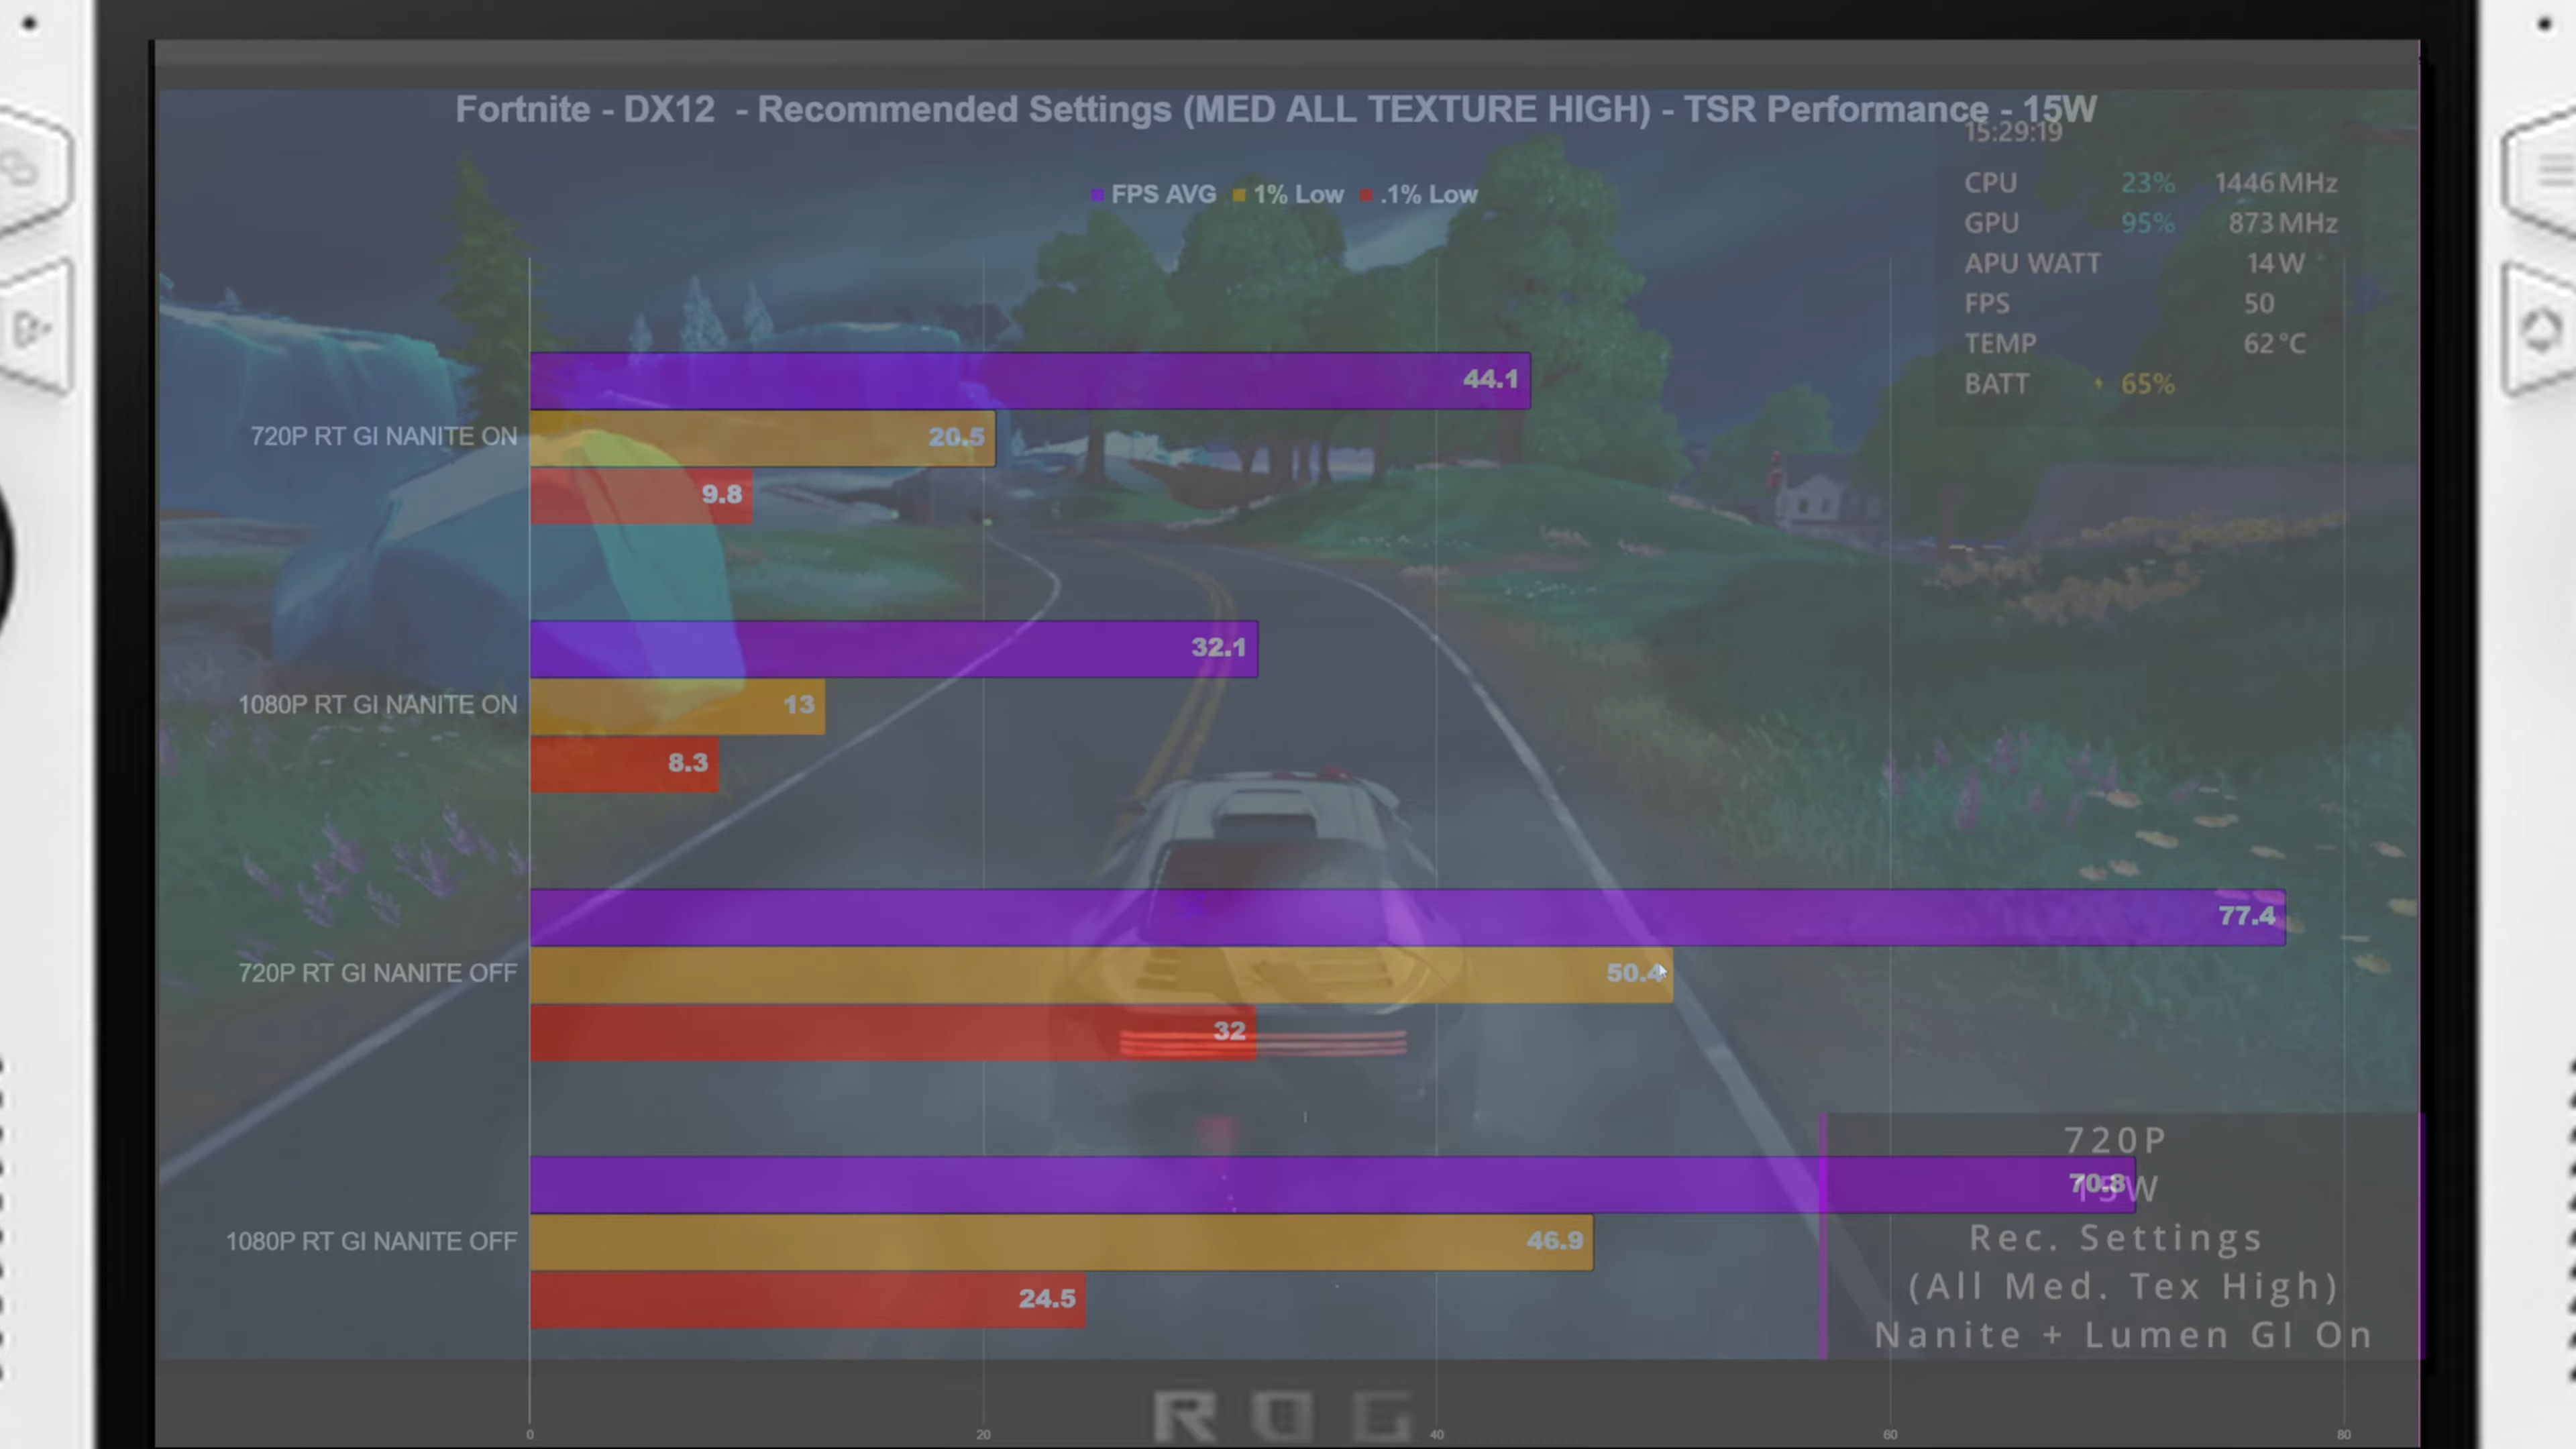 Fortnite - DX12 - Recommended Settings (MED ALL TEXTURE HIGH) - TSR Performance - 15W
15:29:19
FPS AVG 1% Low .1% Low
CPU 23% 1446 MHz
GPU 95% 873 MHz
APU WATT 14 W
FPS 50
TEMP 62 °C
BATT 65%
44.1
720P RT GI NANITE ON 20.5
9.8
32.1
1080P RT GI NANITE ON 13
8.3
77.4
720P RT GI NANITE OFF 50.4
32
70.8
1080P RT GI NANITE OFF 46.9
24.5
720P
15W
Rec. Settings
(All Med. Tex High)
Nanite + Lumen GI On
ROG
0 20 40 60 80